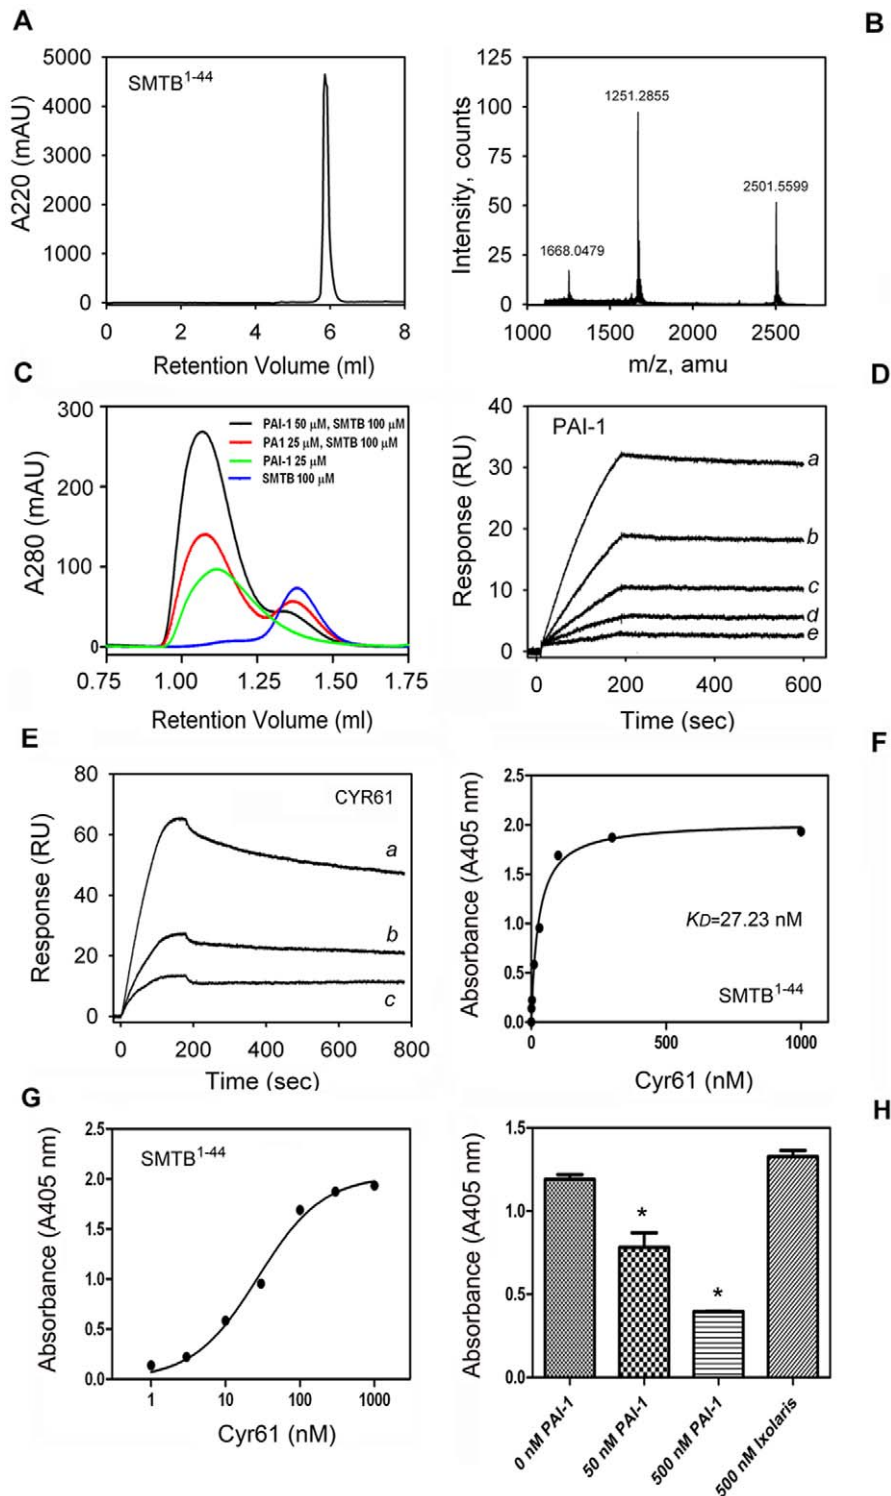 A
B
5000
4000
3000
2000
1000
0
SMTB1-44
A220 (mAU)
0 2 4 6 8
Retention Volume (ml)
125
100
75
50
25
0
Intensity, counts
1251.2855
2501.5599
1668.0479
1000 1500 2000 2500
m/z, amu
C
D
300
200
100
0
A280 (mAU)
PAI-1 50 μM, SMTB 100 μM
PA1 25 μM, SMTB 100 μM
PAI-1 25 μM
SMTB 100 μM
0.75 1.00 1.25 1.50 1.75
Retention Volume (ml)
40
30
20
10
0
Response (RU)
PAI-1
a
b
c
d
e
0 200 400 600
Time (sec)
E
F
80
60
40
20
0
Response (RU)
CYR61
a
b
c
0 200 400 600 800
Time (sec)
2.5
2.0
1.5
1.0
0.5
0.0
Absorbance (A405 nm)
KD=27.23 nM
SMTB1-44
0 500 1000
Cyr61 (nM)
G
H
2.5
2.0
1.5
1.0
0.5
0.0
Absorbance (A405 nm)
SMTB1-44
1 10 100 1000
Cyr61 (nM)
1.5
1.0
0.5
0.0
Absorbance (A405 nm)
*
*
0 nM PAI-1
50 nM PAI-1
500 nM PAI-1
500 nM Ixolaris